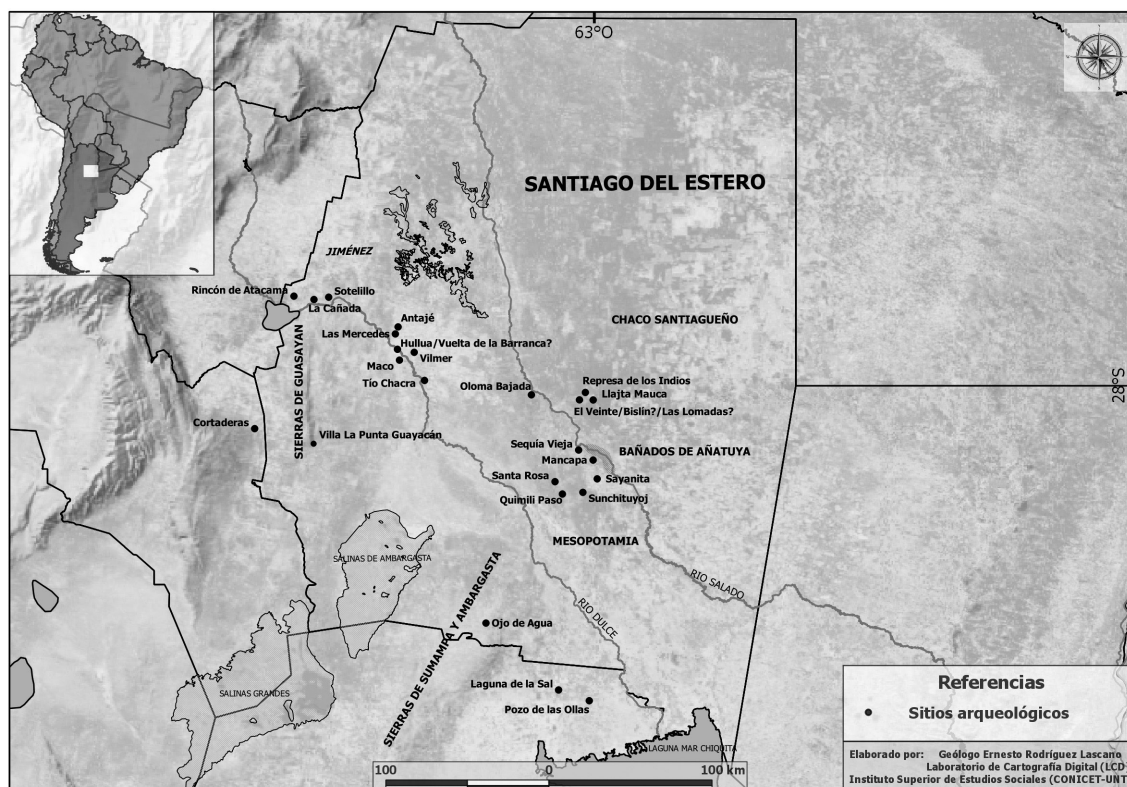 63°O
SANTIAGO DEL ESTERO
JIMÉNEZ
Rincón de Atacama
Sotelillo
La Cañada
Antajé
Las Mercedes
Hullua/Vuelta de la Barranca?
Vilmer
Maco
Tío Chacra
CHACO SANTIAGUEÑO
SIERRAS DE GUASAYAN
Represa de los Indios
Oloma Bajada
Llajta Mauca
El Veinte/Bislín?/Las Lomadas?
28°S
Cortaderas
Villa La Punta Guayacán
Sequía Vieja
BAÑADOS DE AÑATUYA
Mancapa
Santa Rosa
Sayanita
Quimili Paso
Sunchituyoj
MESOPOTAMIA
SALINAS DE AMBARGASTA
RIO SALADO
RIO DULCE
SIERRAS DE SUMAMPA Y AMBARGASTA
Ojo de Agua
SALINAS GRANDES
Laguna de la Sal
Pozo de las Ollas
LAGUNA MAR CHIQUITA
Referencias
Sitios arqueológicos
Elaborado por: Geólogo Ernesto Rodríguez Lascano
Laboratorio de Cartografía Digital (LCD)
Instituto Superior de Estudios Sociales (CONICET-UNT
100 0 100 km